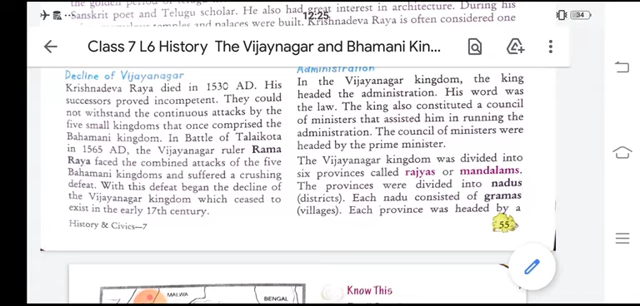 Sanskrit poet and Telugu scholar. He also had great interest in architecture. During his
and palaces were built. Krishnadeva Raya is often considered one
12:25
34
Class 7 L6 History The Vijaynagar and Bhamani Kin...
Decline of Vijayanagar
Krishnadeva Raya died in 1530 AD. His
successors proved incompetent. They could
not withstand the continuous attacks by the
five small kingdoms that once comprised the
Bahamani kingdom. In Battle of Talaikota
in 1565 AD, the Vijayanagar ruler Rama
Raya faced the combined attacks of the five
Bahamani kingdoms and suffered a crushing
defeat. With this defeat began the decline of
the Vijayanagar kingdom which ceased to
exist in the early 17th century.
History & Civics—7
Administration
In the Vijayanagar kingdom, the king
headed the administration. His word was
the law. The king also constituted a council
of ministers that assisted him in running the
administration. The council of ministers were
headed by the prime minister.
The Vijayanagar kingdom was divided into
six provinces called rajyas or mandalams.
The provinces were divided into nadus
(districts). Each nadu consisted of gramas
(villages). Each province was headed by a
55
MALWA
BENGAL
Know This